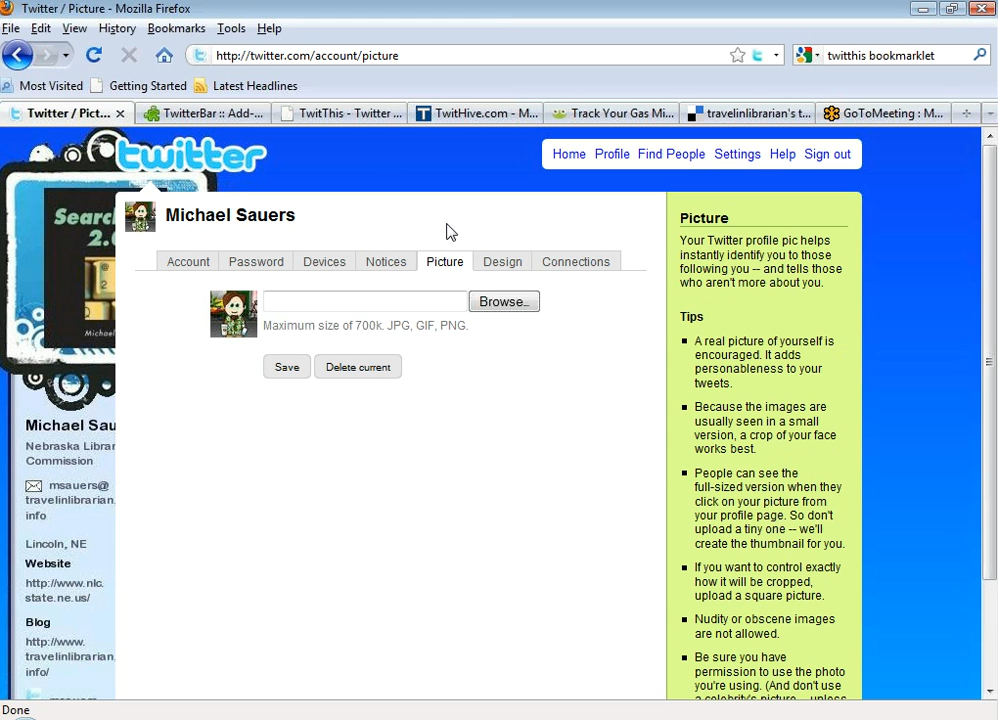 Twitter / Picture - Mozilla Firefox
File Edit View History Bookmarks Tools Help
http://twitter.com/account/picture
twitthis bookmarklet
Most Visited Getting Started Latest Headlines
Twitter / Pict... TwitterBar :: Add-... TwitThis - Twitter ... TwitHive.com - M... Track Your Gas Mi... travelinlibrarian's t... GoToMeeting : M...
twitter
Home Profile Find People Settings Help Sign out
Searc
2.
Michael
Michael Sauers
Account Password Devices Notices Picture Design Connections
Browse...
Maximum size of 700k. JPG, GIF, PNG.
Save Delete current
Michael Sau
Nebraska Librar
Commission
msauers@
travelinlibrarian.
info
Lincoln, NE
Website
http://www.nlc.
state.ne.us/
Blog
http://www.
travelinlibrarian.
info/
Picture
Your Twitter profile pic helps
instantly identify you to those
following you -- and tells those
who aren't more about you.
Tips
A real picture of yourself is
encouraged. It adds
personableness to your
tweets.
Because the images are
usually seen in a small
version, a crop of your face
works best.
People can see the
full-sized version when they
click on your picture from
your profile page. So don't
upload a tiny one -- we'll
create the thumbnail for you.
If you want to control exactly
how it will be cropped,
upload a square picture.
Nudity or obscene images
are not allowed.
Be sure you have
permission to use the photo
you're using. (And don't use
a celebrity's picture unless
Done